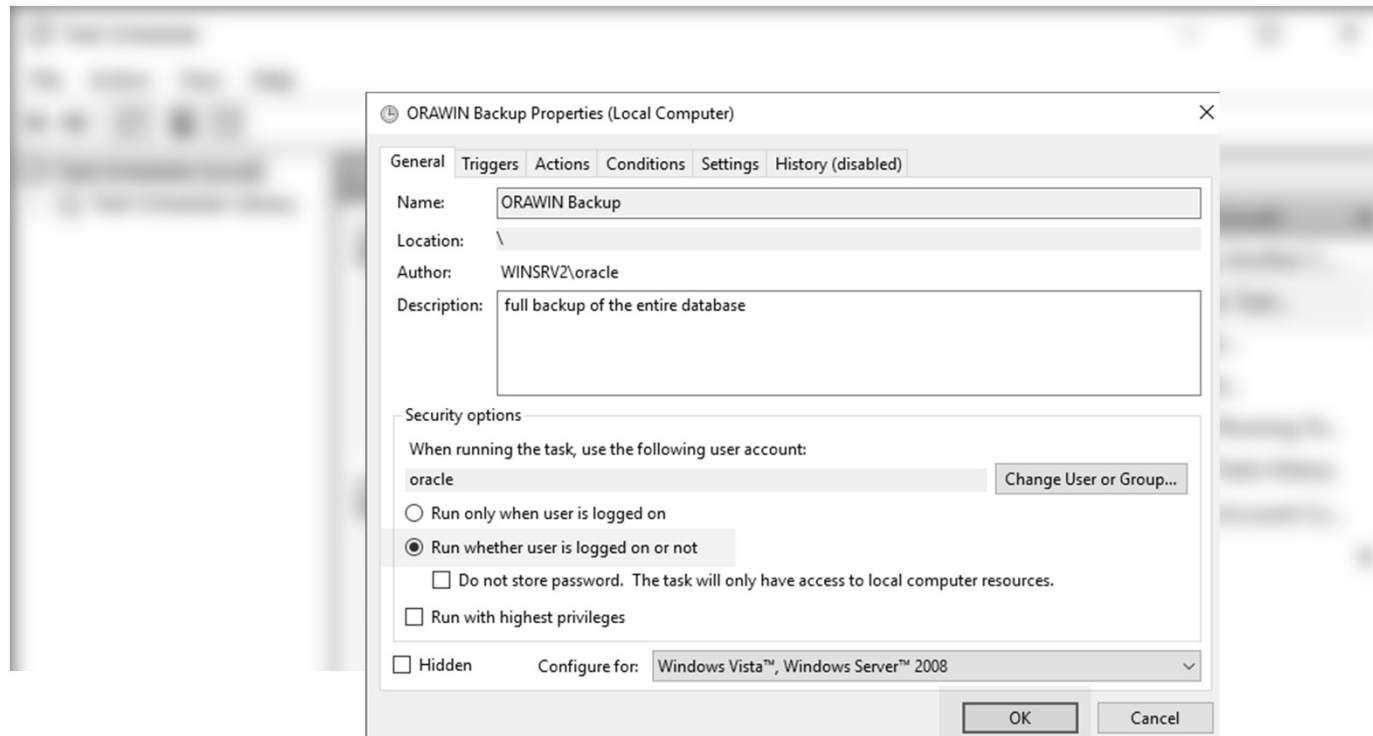 ORAWIN Backup Properties (Local Computer)
General Triggers Actions Conditions Settings History (disabled)
Name: ORAWIN Backup
Location: \
Author: WINSRV2\oracle
Description: full backup of the entire database
Security options
When running the task, use the following user account:
oracle Change User or Group...
Run only when user is logged on
Run whether user is logged on or not
Do not store password. The task will only have access to local computer resources.
Run with highest privileges
Hidden Configure for: Windows Vista™, Windows Server™ 2008
OK Cancel